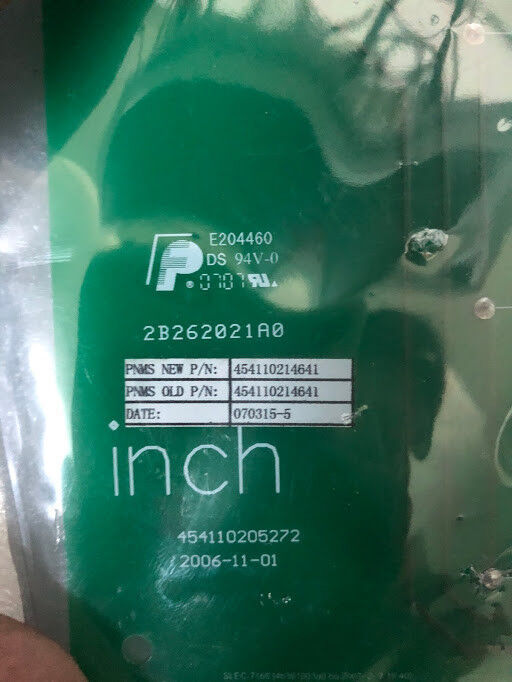 E204460
DS 94V-0
P® 0707
2B262021A0
PNMS NEW P/N: 454110214641
PNMS OLD P/N: 454110214641
DATE: 070315-5
inch
454110205272
2006-11-01